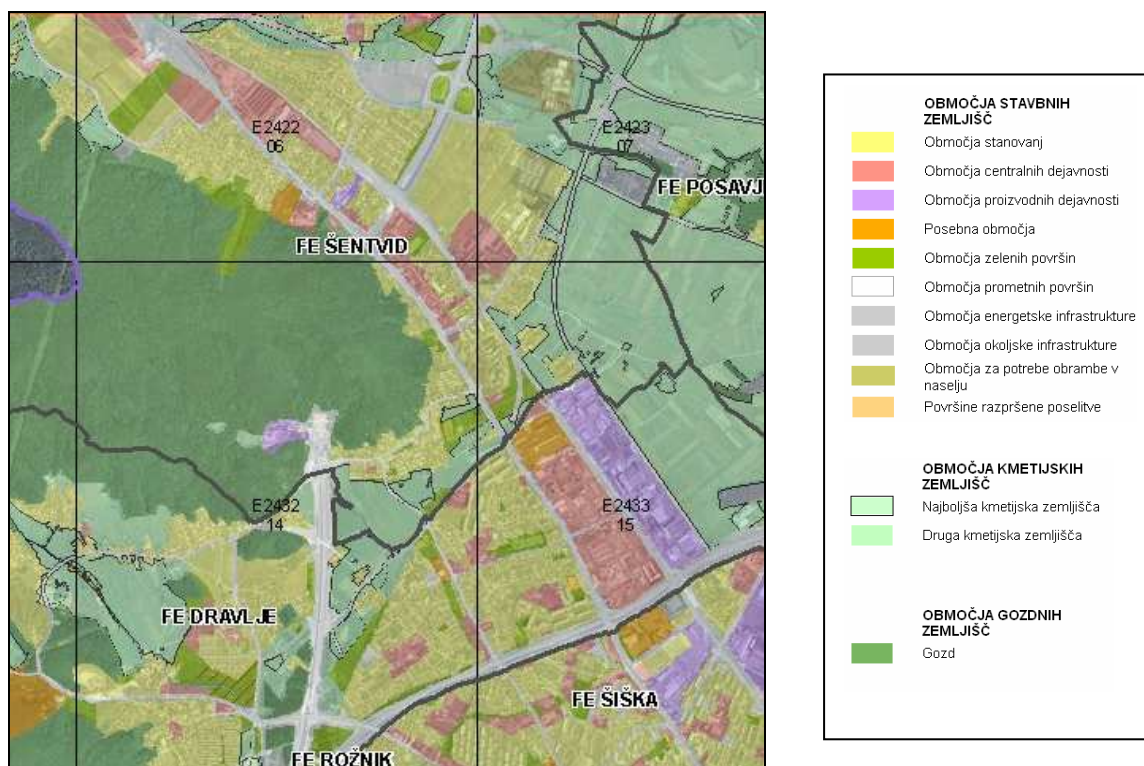 E2422
06
E2423
07
FE POSAVJ
FE ŠENTVID
E2432
14
E2433
15
FE DRAVLJE
FE ŠIŠKA
FE ROŽNIK
OBMOČJA STAVBNIH
ZEMLJIŠČ
Območja stanovanj
Območja centralnih dejavnosti
Območja proizvodnih dejavnosti
Posebna območja
Območja zelenih površin
Območja prometnih površin
Območja energetske infrastrukture
Območja okoljske infrastrukture
Območja za potrebe obrambe v
naselju
Površine razpršene poselitve
OBMOČJA KMETIJSKIH
ZEMLJIŠČ
Najboljša kmetijska zemljišča
Druga kmetijska zemljišča
OBMOČJA GOZDNIH
ZEMLJIŠČ
Gozd